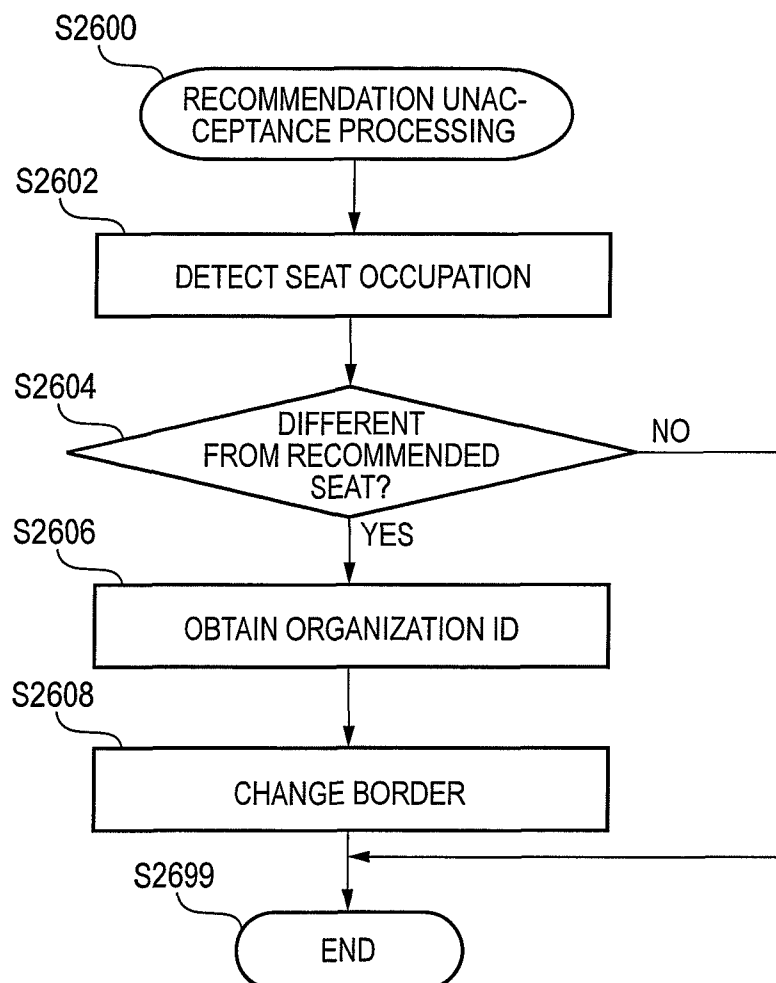 S2600
RECOMMENDATION UNAC-
CEPTANCE PROCESSING
S2602
DETECT SEAT OCCUPATION
S2604
DIFFERENT
FROM RECOMMENDED
SEAT?
NO
YES
S2606
OBTAIN ORGANIZATION ID
S2608
CHANGE BORDER
S2699
END